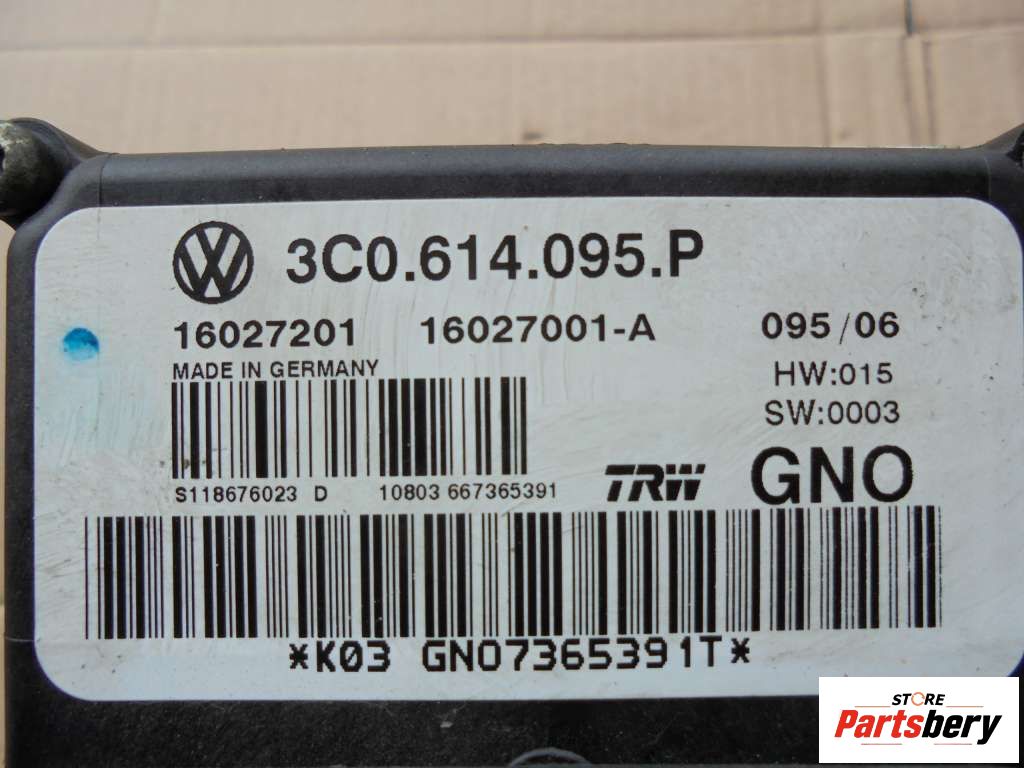 3C0.614.095.P
16027201 16027001-A 095/06
MADE IN GERMANY HW:015
SW:0003
S118676023 D 10803 667365391 TRW GNO
*K03 GNO7365391T*
STORE
Partsbery